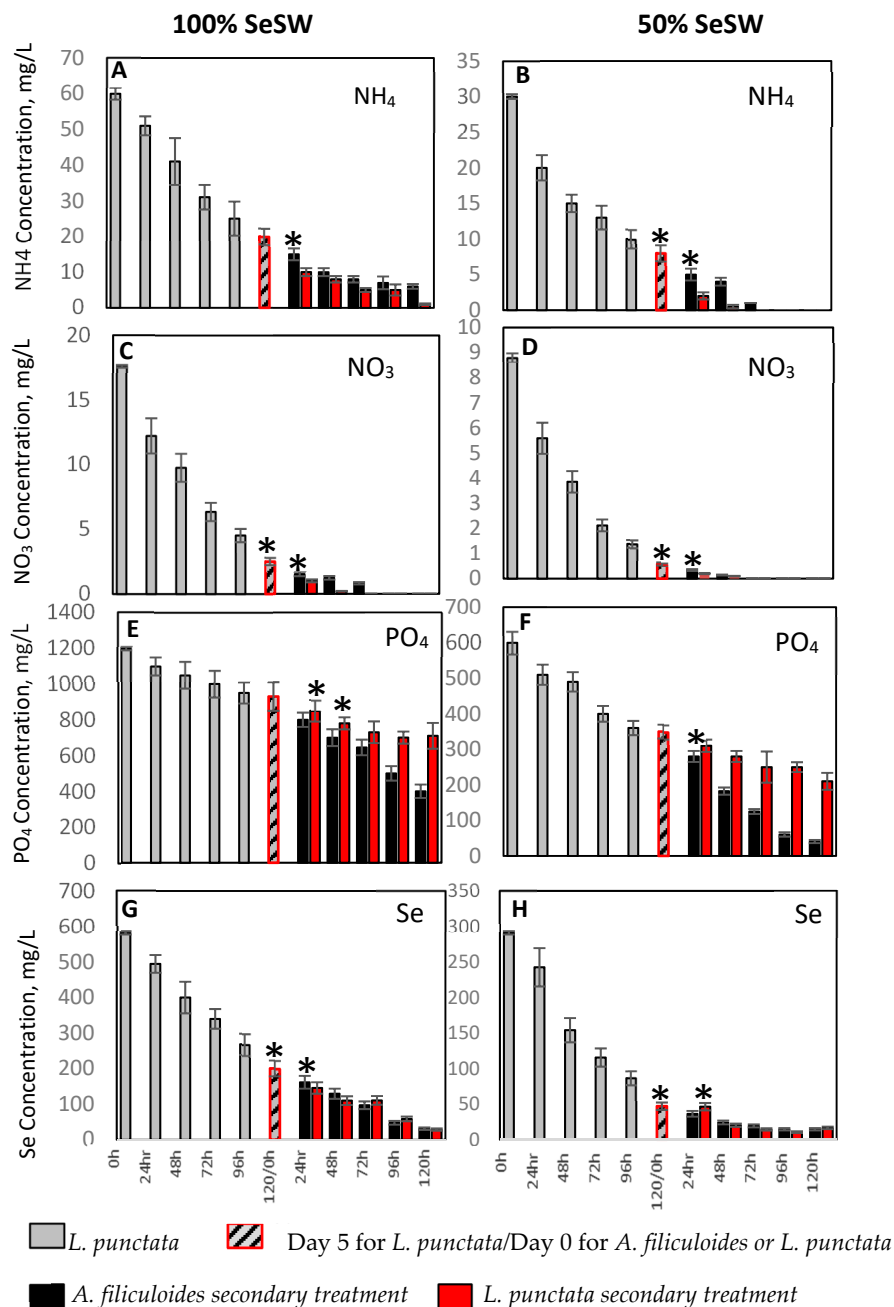 100% SeSW
50% SeSW
A
NH₄
NH4 Concentration, mg/L
70
60
50
40
30
20
10
0
*
B
NH₄
35
30
25
20
15
10
5
0
*
*
C
NO₃
NO₃ Concentration, mg/L
20
15
10
5
0
*
*
D
NO₃
9
8
7
6
5
4
3
2
1
0
*
*
E
PO₄
PO₄ Concentration, mg/L
1400
1200
1000
800
600
400
200
0
*
*
F
PO₄
700
600
500
400
300
200
100
0
*
G
Se
Se Concentration, mg/L
700
600
500
400
300
200
100
0
*
*
0h
24hr
48h
72h
96h
120/0h
24hr
48h
72h
96h
120h
H
Se
350
300
250
200
150
100
50
0
*
*
0h
24hr
48h
72h
96h
120/0h
24hr
48h
72h
96h
120h
L. punctata
Day 5 for L. punctata/Day 0 for A. filiculoides or L. punctata
A. filiculoides secondary treatment
L. punctata secondary treatment